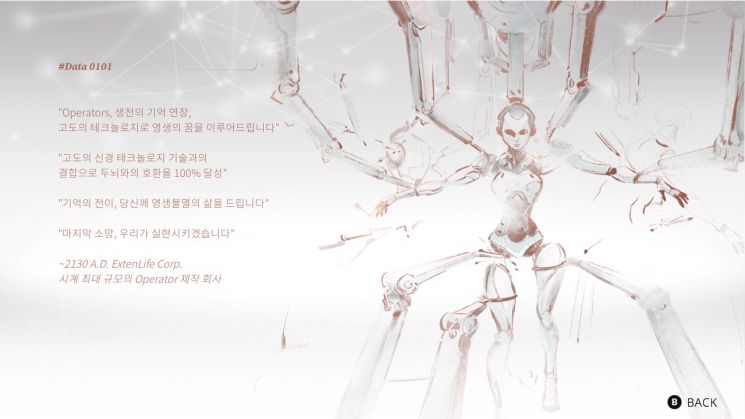 #Data 0101
"Operators, 생전의 기억 연장,
고도의 테크놀로지로 영생의 꿈을 이루어드립니다"
"고도의 신경 테크놀로지 기술과의
결합으로 두뇌와의 호환율 100% 달성"
"기억의 전이, 당신께 영생불멸의 삶을 드립니다"
"마지막 소망, 우리가 실현시키겠습니다"
~2130 A.D. ExtenLife Corp.
시계 최대 규모의 Operator 제작 회사
B BACK